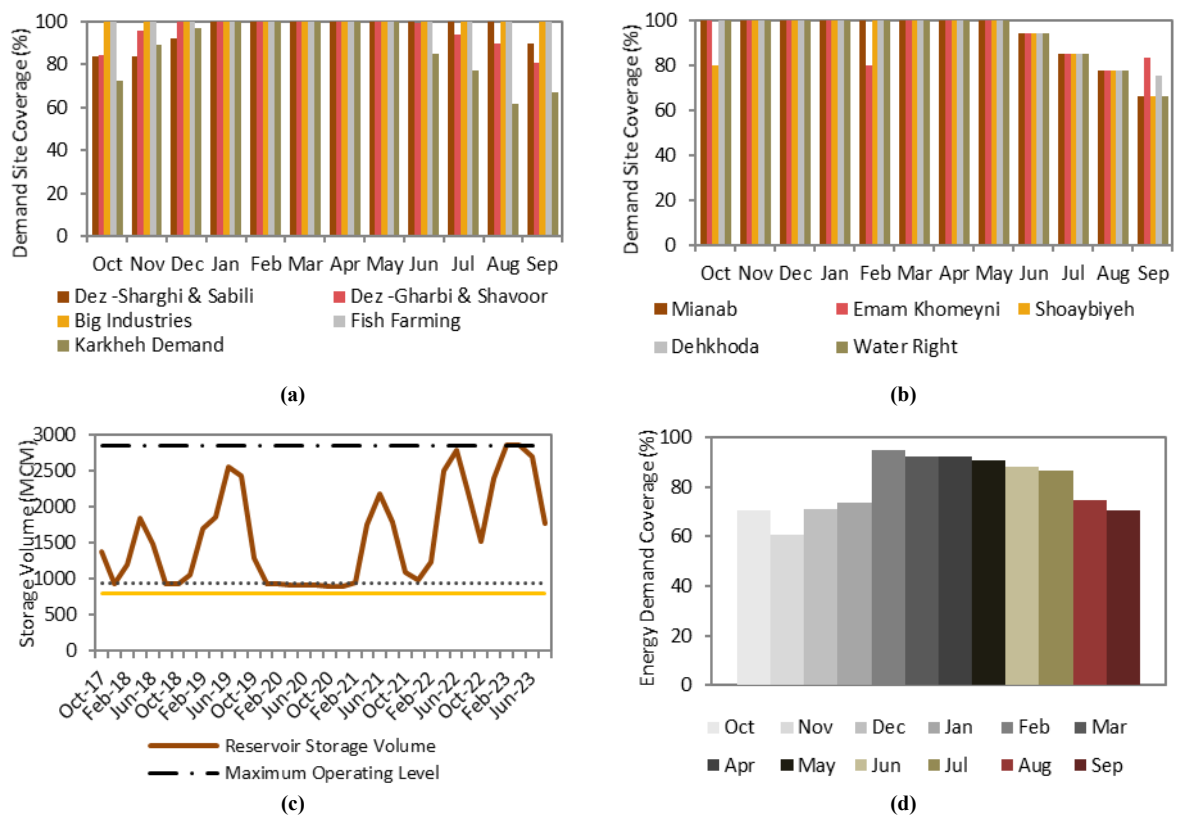 Demand Site Coverage (%)
100
80
60
40
20
0
Oct Nov Dec Jan Feb Mar Apr May Jun Jul Aug Sep
Dez -Sharghi & Sabili Dez -Gharbi & Shavoor
Big Industries Fish Farming
Karkheh Demand
(a)
Demand Site Coverage (%)
100
80
60
40
20
0
Oct Nov Dec Jan Feb Mar Apr May Jun Jul Aug Sep
Mianab Emam Khomeyni Shoaybiyeh
Dehkhoda Water Right
(b)
Storage Volume (MCM)
3000
2500
2000
1500
1000
500
0
Oct-17 Feb-18 Jun-18 Oct-18 Feb-19 Jun-19 Oct-19 Feb-20 Jun-20 Oct-20 Feb-21 Jun-21 Oct-21 Feb-22 Jun-22 Oct-22 Feb-23 Jun-23
Reservoir Storage Volume
Maximum Operating Level
(c)
Energy Demand Coverage (%)
100
80
60
40
20
0
Oct Nov Dec Jan Feb Mar
Apr May Jun Jul Aug Sep
(d)